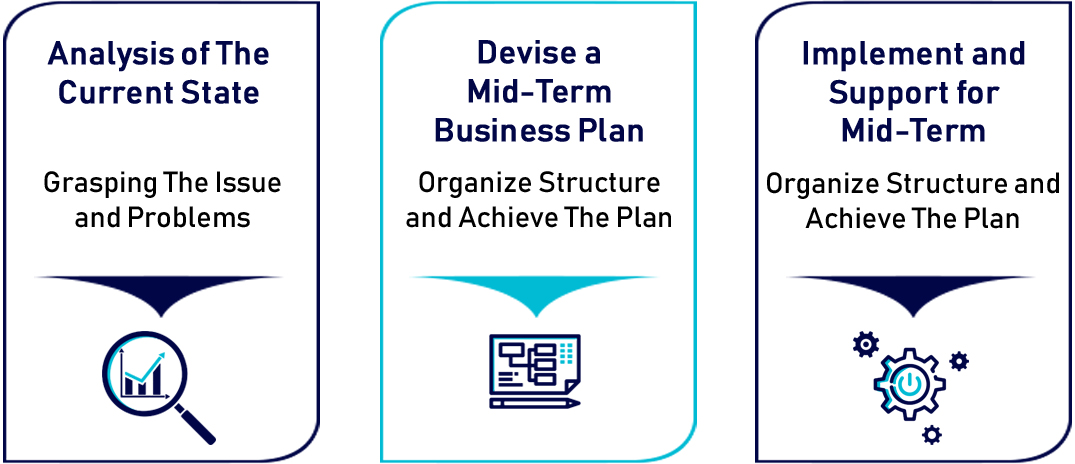 Analysis of The
Current State
Grasping The Issue
and Problems
Devise a
Mid-Term
Business Plan
Organize Structure
and Achieve The Plan
Implement and
Support for
Mid-Term
Organize Structure and
Achieve The Plan